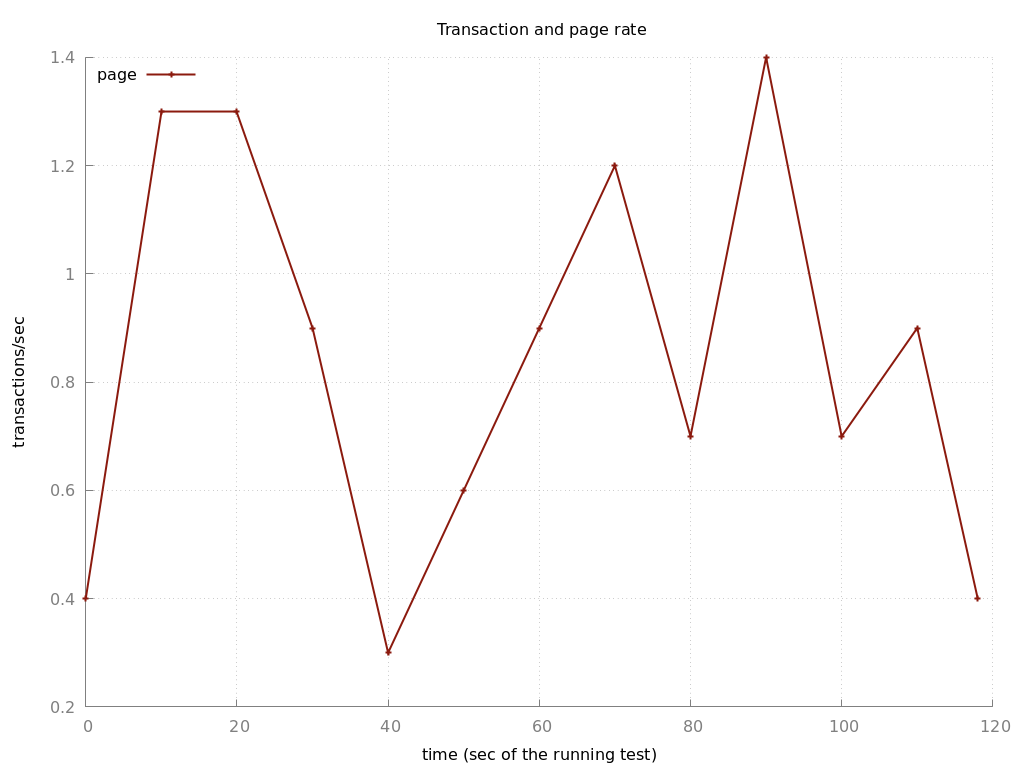 Transaction and page rate
1.4
page
1.2
1
0.8
0.6
0.4
0.2
transactions/sec
0 20 40 60 80 100 120
time (sec of the running test)